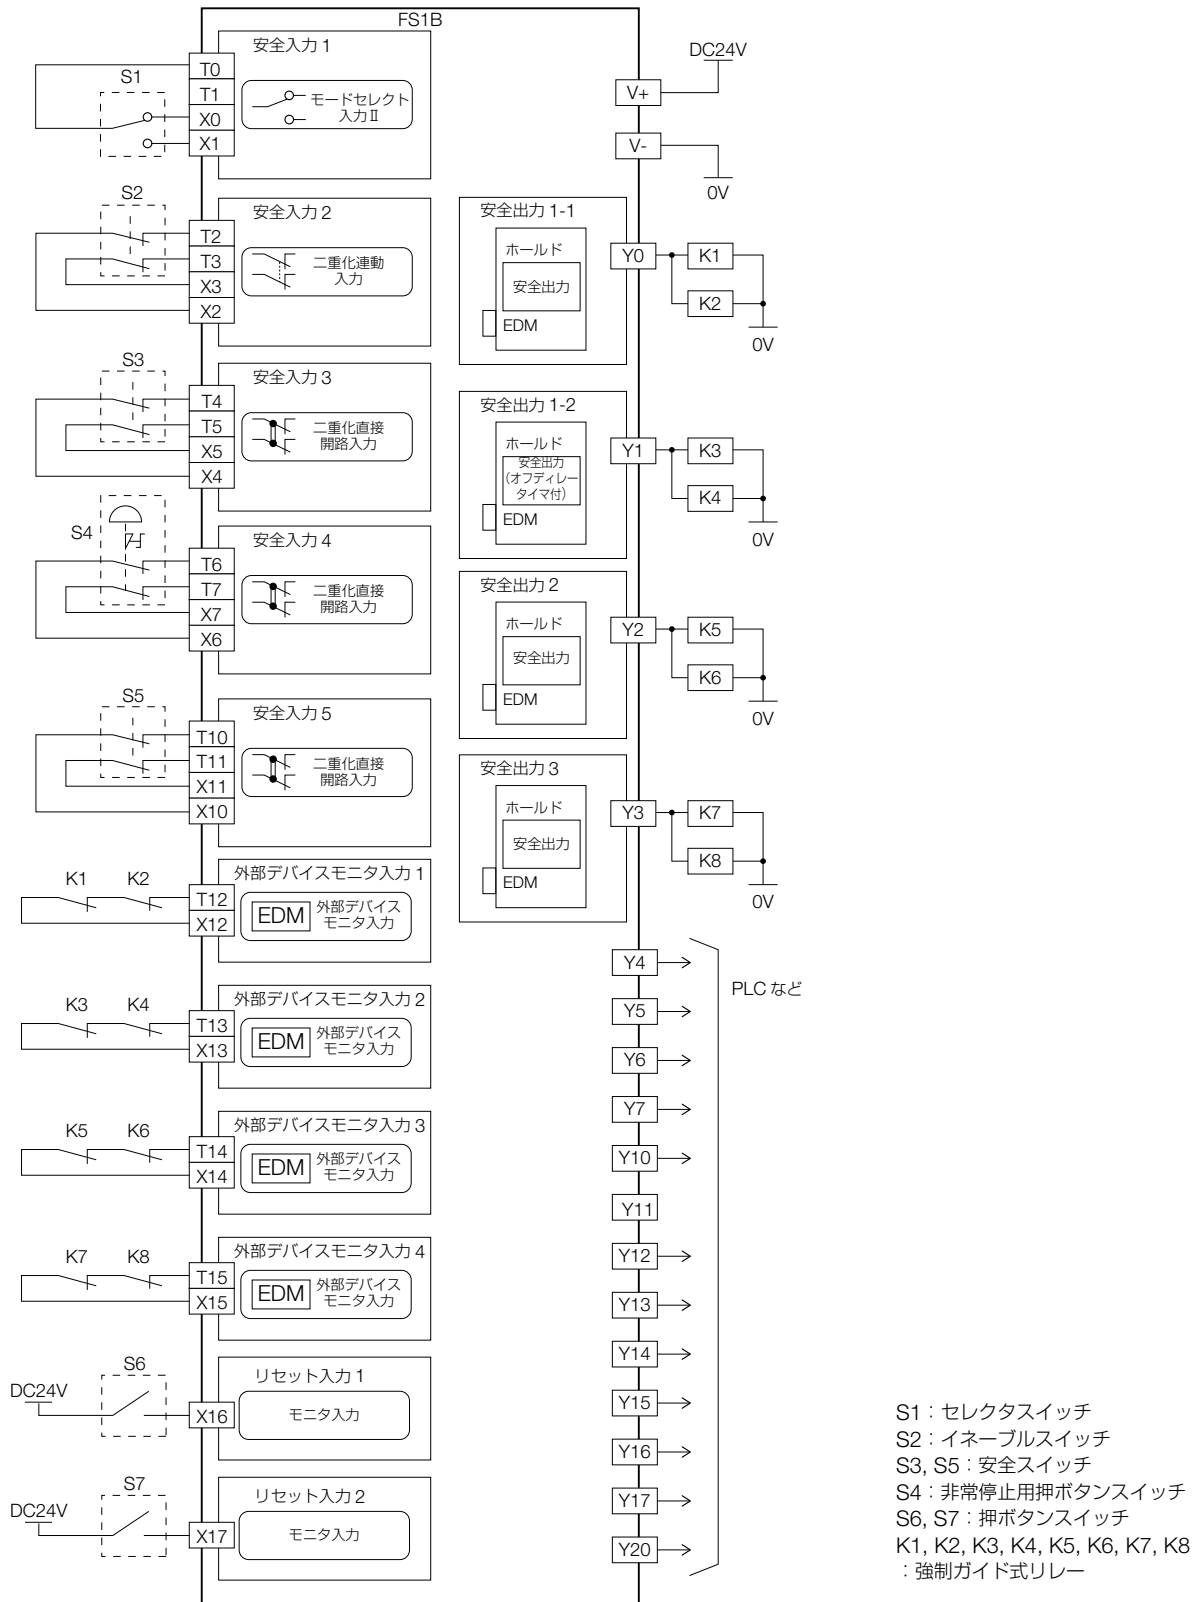 FS1B
安全入力 1
S1
T0
T1
X0
X1
モードセレクト
入力 II
DC24V
V+
V-
0V
S2
安全入力 2
T2
T3
X3
X2
二重化連動
入力
安全出力 1-1
ホールド
安全出力
EDM
Y0
K1
K2
0V
S3
安全入力 3
T4
T5
X5
X4
二重化直接
開路入力
安全出力 1-2
ホールド
安全出力
(オフディレー
タイマ付)
EDM
Y1
K3
K4
0V
S4
安全入力 4
T6
T7
X7
X6
二重化直接
開路入力
安全出力 2
ホールド
安全出力
EDM
Y2
K5
K6
0V
S5
安全入力 5
T10
T11
X11
X10
二重化直接
開路入力
安全出力 3
ホールド
安全出力
EDM
Y3
K7
K8
0V
K1 K2
外部デバイスモニタ入力 1
T12
X12
EDM
外部デバイス
モニタ入力
K3 K4
外部デバイスモニタ入力 2
T13
X13
EDM
外部デバイス
モニタ入力
K5 K6
外部デバイスモニタ入力 3
T14
X14
EDM
外部デバイス
モニタ入力
K7 K8
外部デバイスモニタ入力 4
T15
X15
EDM
外部デバイス
モニタ入力
S6
DC24V
X16
リセット入力 1
モニタ入力
S7
DC24V
X17
リセット入力 2
モニタ入力
Y4
Y5
Y6
Y7
Y10
Y11
Y12
Y13
Y14
Y15
Y16
Y17
Y20
PLC など
S1：セレクタスイッチ
S2：イネーブルスイッチ
S3, S5：安全スイッチ
S4：非常停止用押ボタンスイッチ
S6, S7：押ボタンスイッチ
K1, K2, K3, K4, K5, K6, K7, K8
：強制ガイド式リレー